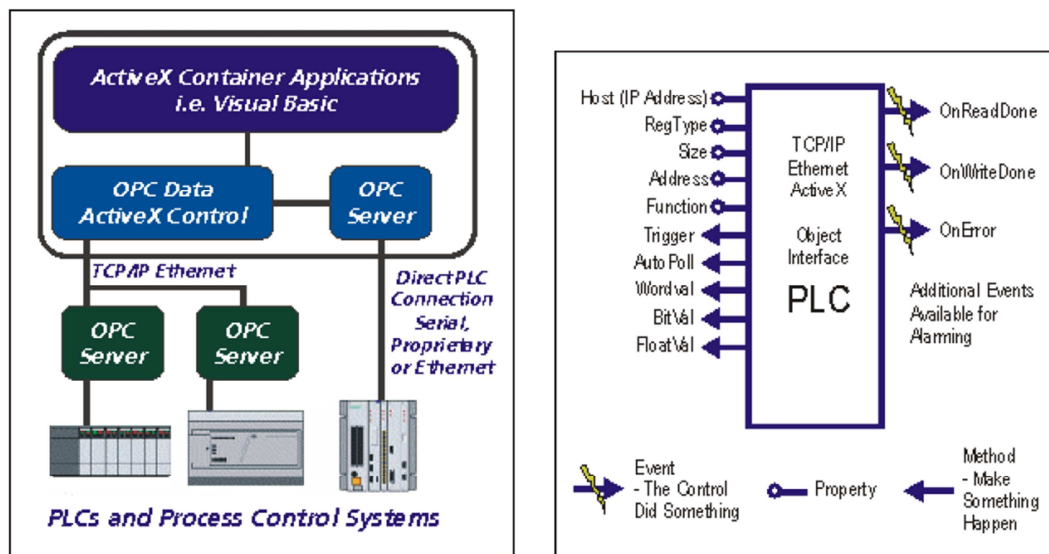 ActiveX Container Applications
i.e. Visual Basic
OPC Data
ActiveX Control
OPC
Server
TCP/IP Ethernet
Direct PLC
Connection
Serial,
Proprietary
or Ethernet
OPC
Server
OPC
Server
PLCs and Process Control Systems
Host (IP Address)
RegType
Size
Address
Function
Trigger
AutoPoll
Wordval
BitVal
FloatVal
TCP/IP
Ethernet
ActiveX
Object
Interface
PLC
OnReadDone
OnWriteDone
OnError
Additional Events
Available for
Alarming
Event
- The Control
Did Something
Property
Method
- Make
Something
Happen